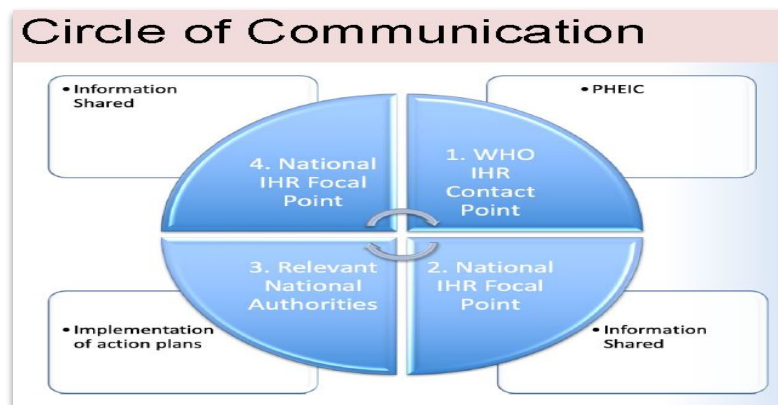 Circle of Communication
• Information
Shared
• PHEIC
4. National
IHR Focal
Point
1. WHO
IHR
Contact
Point
3. Relevant
National
Authorities
2. National
IHR Focal
Point
• Implementation
of action plans
• Information
Shared